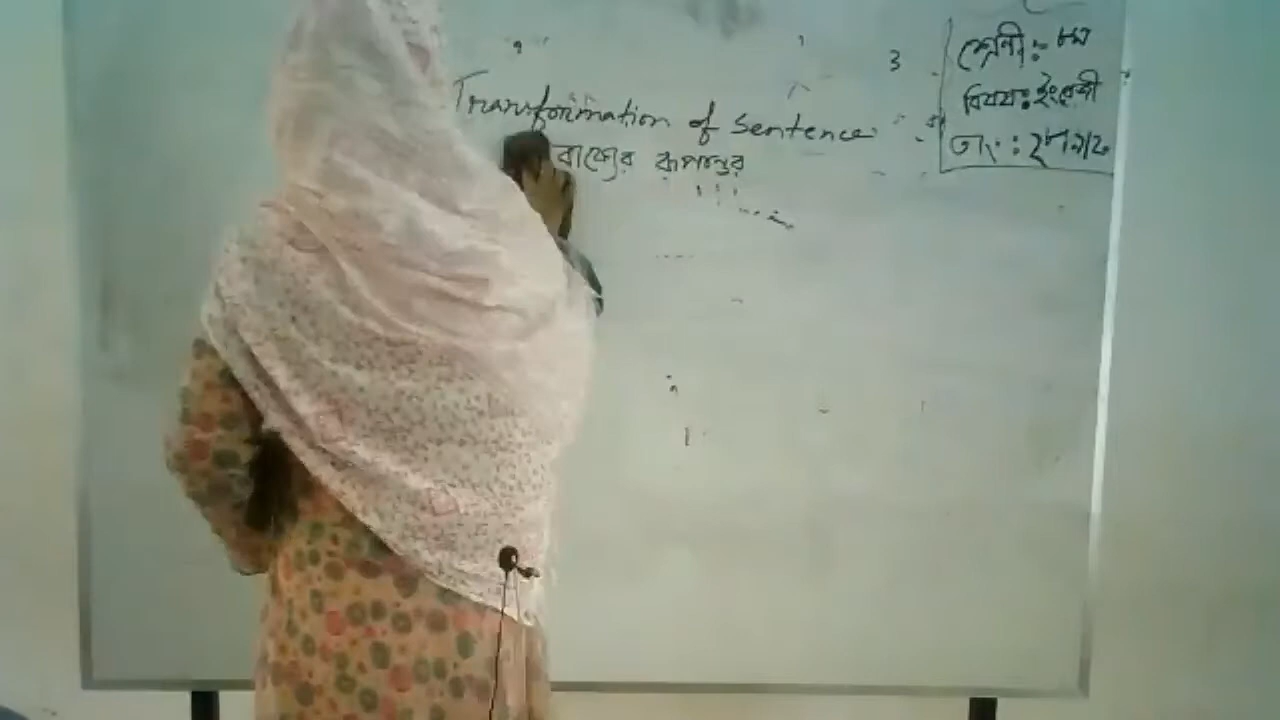 Transformation of Sentence
বাক্যের রূপান্তর
শ্রেণী: ৮ম
বিষয়: ইংরেজী
তাং: